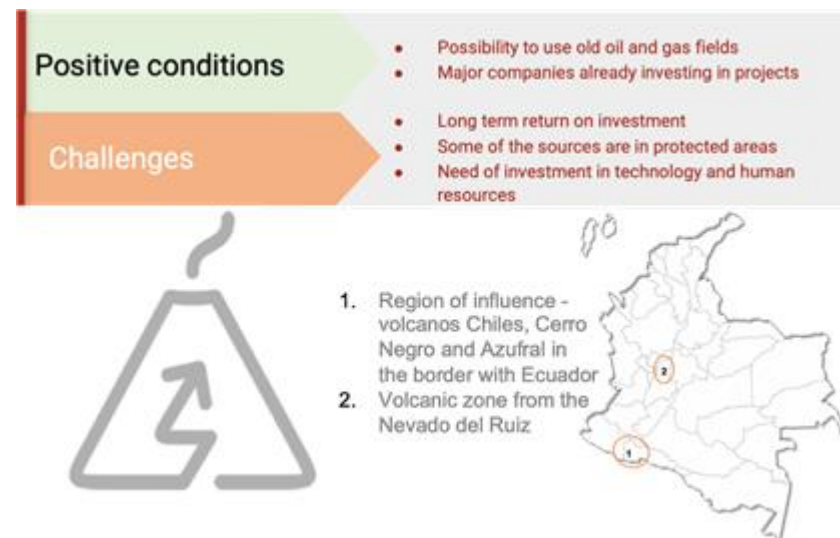 Positive conditions
• Possibility to use old oil and gas fields
• Major companies already investing in projects
Challenges
• Long term return on investment
• Some of the sources are in protected areas
• Need of investment in technology and human
resources
1. Region of influence -
volcanos Chiles, Cerro
Negro and Azufral in
the border with Ecuador
2. Volcanic zone from the
Nevado del Ruiz
2
1